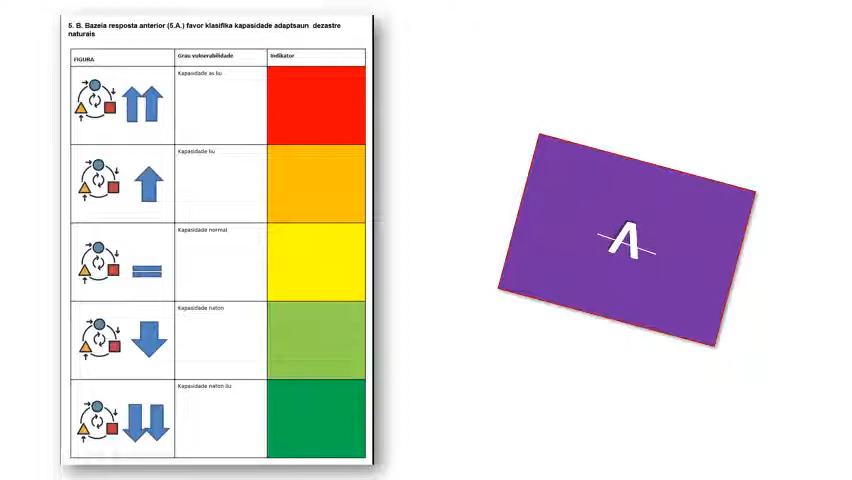 5. B. Bazeia resposta anterior (5.A.) favor klasifika kapasidade adaptsaun dezastre
naturais
FIGURA
Grau vulnerabilidade
Indikator
Kapasidade as liu
Kapasidade liu
Kapasidade normal
Kapasidade naton
Kapasidade naton liu